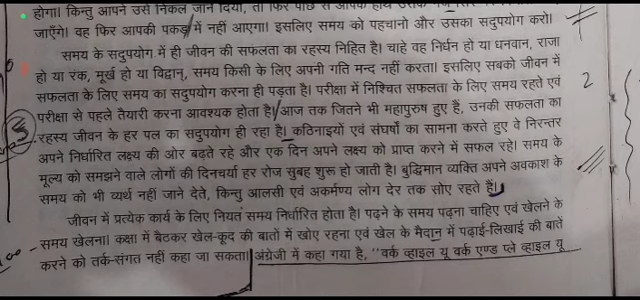 होगा। किन्तु आपने उसे निकल जाने दिया, तो फिर पीछे से आपके हाथ उसके
जाएँगे। वह फिर आपकी पकड़ में नहीं आएगा। इसलिए समय को पहचानो और उसका सदुपयोग करो।
समय के सदुपयोग में ही जीवन की सफलता का रहस्य निहित है। चाहे वह निर्धन हो या धनवान, राजा
हो या रंक, मूर्ख हो या विद्वान्, समय किसी के लिए अपनी गति मन्द नहीं करता। इसलिए सबको जीवन में
सफलता के लिए समय का सदुपयोग करना ही पड़ता है। परीक्षा में निश्चित सफलता के लिए समय रहते एवं
परीक्षा से पहले तैयारी करना आवश्यक होता है। आज तक जितने भी महापुरुष हुए हैं, उनकी सफलता का
रहस्य जीवन के हर पल का सदुपयोग ही रहा है। कठिनाइयों एवं संघर्षों का सामना करते हुए वे निरन्तर
अपने निर्धारित लक्ष्य की ओर बढ़ते रहे और एक दिन अपने लक्ष्य को प्राप्त करने में सफल रहे। समय के
मूल्य को समझने वाले लोगों की दिनचर्या हर रोज सुबह शुरू हो जाती है। बुद्धिमान व्यक्ति अपने अवकाश के
समय को भी व्यर्थ नहीं जाने देते, किन्तु आलसी एवं अकर्मण्य लोग देर तक सोए रहते हैं।
जीवन में प्रत्येक कार्य के लिए नियत समय निर्धारित होता है। पढ़ने के समय पढ़ना चाहिए एवं खेलने के
समय खेलना। कक्षा में बैठकर खेल-कूद की बातों में खोए रहना एवं खेल के मैदान में पढ़ाई-लिखाई की बातें
करने को तर्क-संगत नहीं कहा जा सकता। अंग्रेजी में कहा गया है, "वर्क व्हाइल यू वर्क एण्ड प्ले व्हाइल यू
2